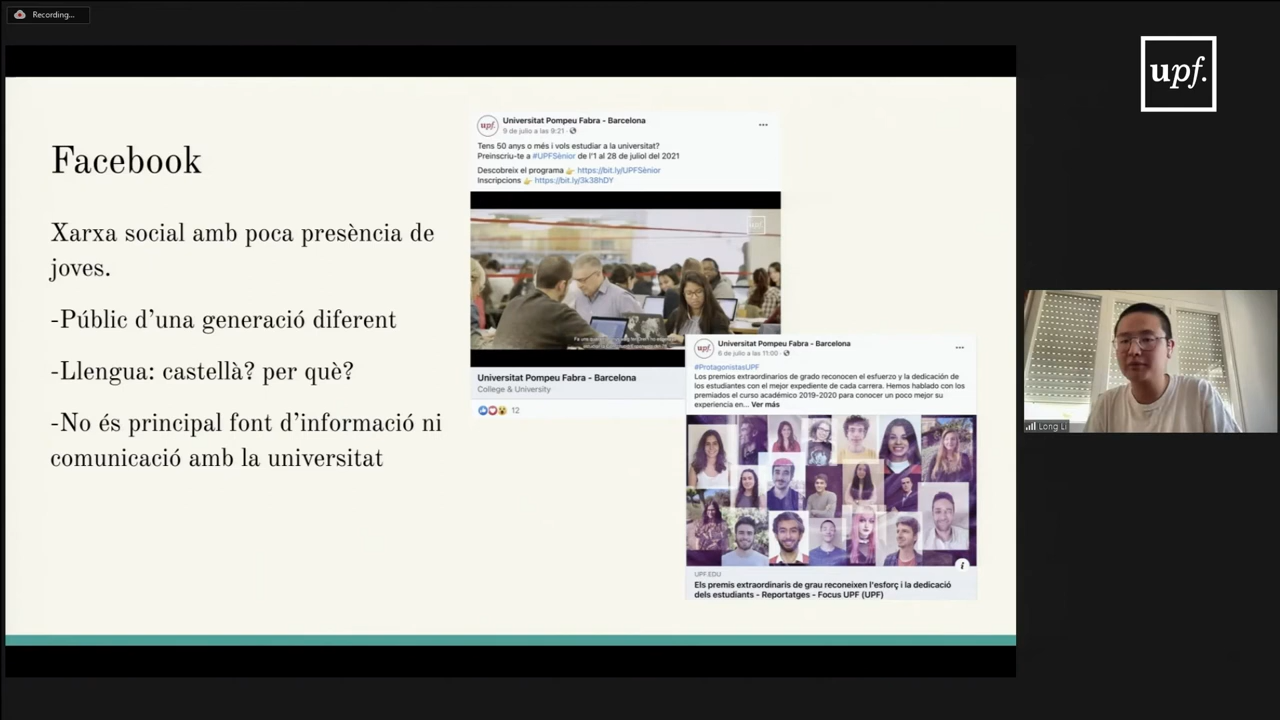 Recording...
upf.
Facebook
Xarxa social amb poca presència de
joves.
-Públic d'una generació diferent
-Llengua: castellà? per què?
-No és principal font d'informació ni
comunicació amb la universitat
upf.
Universitat Pompeu Fabra - Barcelona
9 de julio a las 9:21 ·
Tens 50 anys o més i vols estudiar a la universitat?
Preinscriu-te a #UPFSènior de l'1 al 28 de juliol del 2021
Descobreix el programa 👉 https://bit.ly/UPFSènior
Inscripcions 👉 https://bit.ly/3k38hDY
upf.
Universitat Pompeu Fabra - Barcelona
College & University
12
upf.
Universitat Pompeu Fabra - Barcelona
6 de julio a las 11:00 ·
#ProtagonistasUPF
Los premios extraordinarios de grado reconocen el esfuerzo y la dedicación de
los estudiantes con el mejor expediente de cada carrera. Hemos hablado con los
premiados el curso académico 2019-2020 para conocer un poco mejor su
experiencia en... Ver más
UPF.EDU
Els premis extraordinaris de grau reconeixen l'esforç i la dedicació
dels estudiants - Reportatges - Focus UPF (UPF)
Long Li